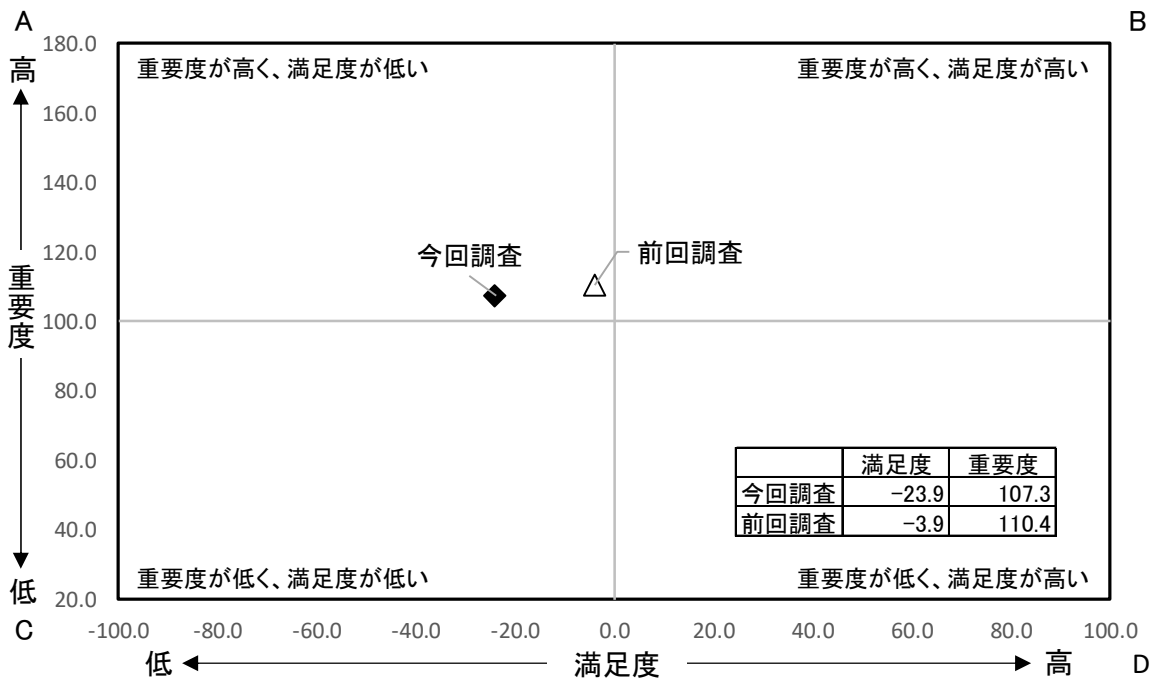 A
B
180.0
高
重要度が高く、満足度が低い
重要度が高く、満足度が高い
160.0
140.0
120.0
今回調査
前回調査
重要度
100.0
80.0
60.0
満足度 重要度
今回調査 -23.9 107.3
前回調査 -3.9 110.4
40.0
重要度が低く、満足度が低い
重要度が低く、満足度が高い
低
20.0
C
-100.0 -80.0 -60.0 -40.0 -20.0 0.0 20.0 40.0 60.0 80.0 100.0
低 満足度 高
D